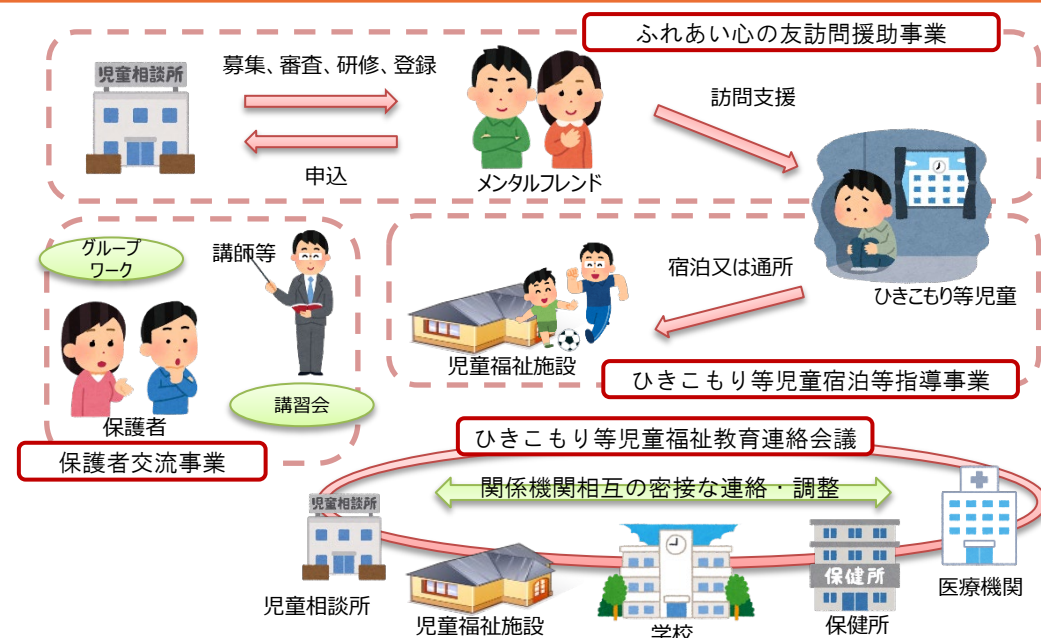 ふれあい心の友訪問援助事業
児童相談所
募集、審査、研修、登録
申込
メンタルフレンド
訪問支援
ひきこもり等児童
宿泊又は通所
児童福祉施設
ひきこもり等児童宿泊等指導事業
グループ
ワーク
講師等
保護者
講習会
保護者交流事業
ひきこもり等児童福祉教育連絡会議
関係機関相互の密接な連絡・調整
児童相談所
児童相談所
児童福祉施設
学校
保健所
保健所
医療機関